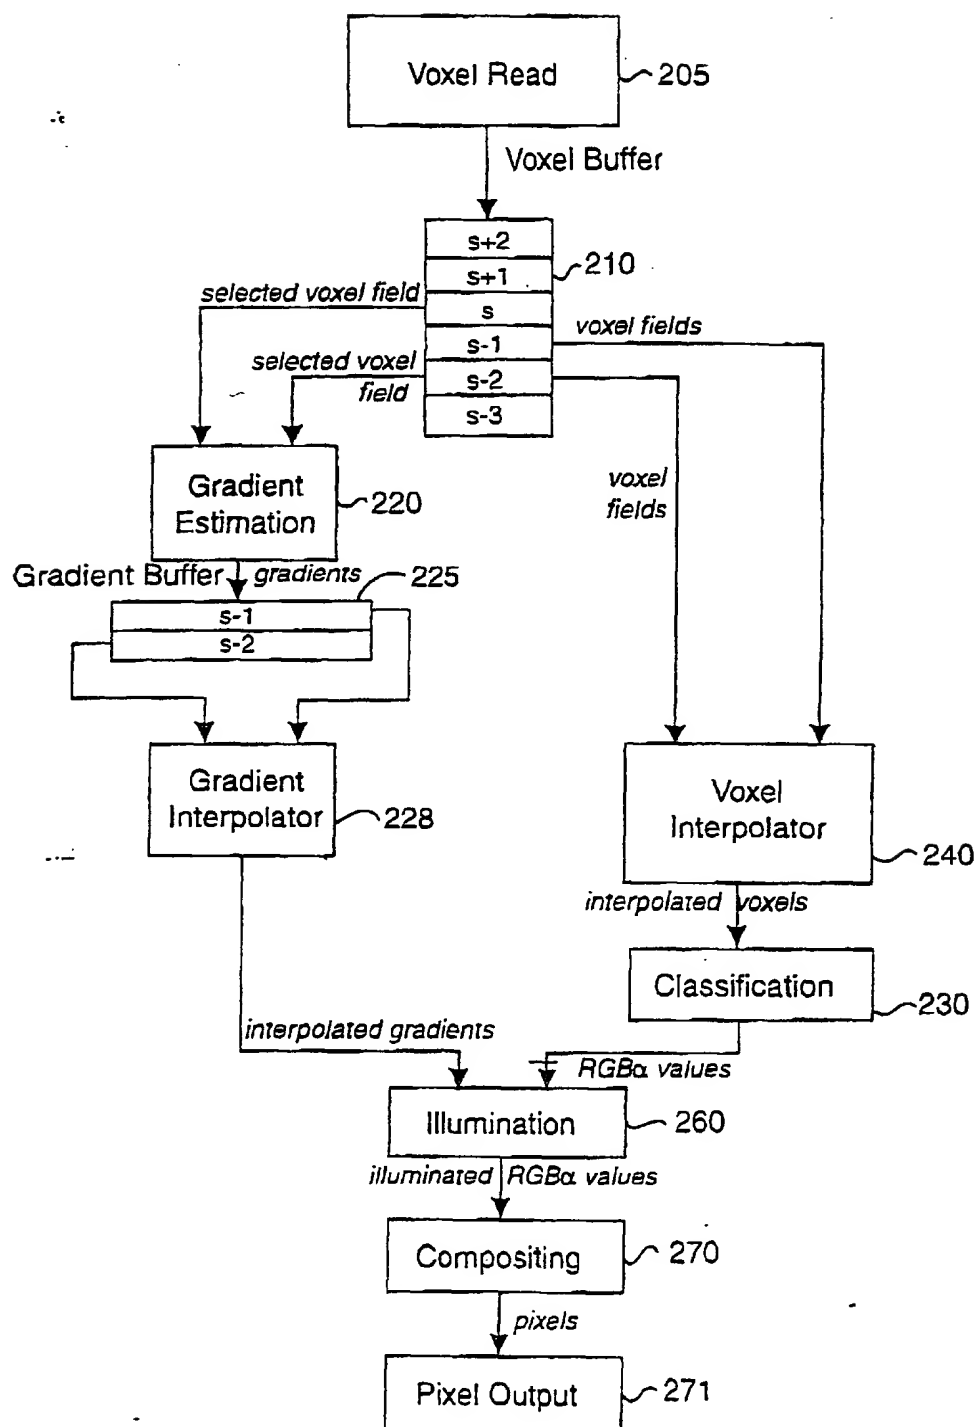 Voxel Read
205
Voxel Buffer
s+2
s+1
210
selected voxel field
s
voxel fields
s-1
selected voxel
field
s-2
s-3
Gradient
Estimation
220
voxel
fields
Gradient Buffer
gradients
225
s-1
s-2
Gradient
Interpolator
228
Voxel
Interpolator
240
interpolated voxels
Classification
230
interpolated gradients
RGBα values
Illumination
260
illuminated RGBα values
Compositing
270
pixels
Pixel Output
271